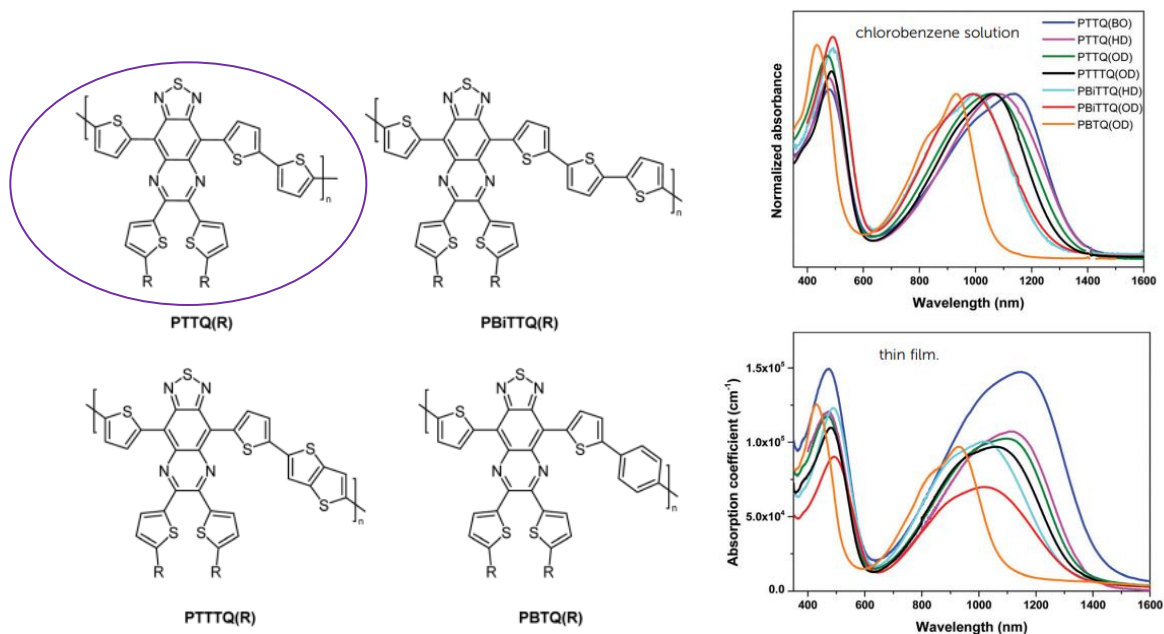 S
N N
S
S
S
N N
S S
R R
n
PTTQ(R)
S
N N
S
S
S
S
N N
S S
R R
n
PBiTTQ(R)
S
N N
S
S
S
S
N N
S S
R R
n
PTTTQ(R)
S
N N
S
S
N N
S S
R R
n
PBTQ(R)
chlorobenzene solution
PTTQ(BO)
PTTQ(HD)
PTTQ(OD)
PTTTQ(OD)
PBiTTQ(HD)
PBiTTQ(OD)
PBTQ(OD)
Normalized absorbance
400 600 800 1000 1200 1400 1600
Wavelength (nm)
thin film.
Absorption coefficient (cm⁻¹)
1.5x10⁵
1.0x10⁵
5.0x10⁴
0.0
400 600 800 1000 1200 1400 1600
Wavelength (nm)